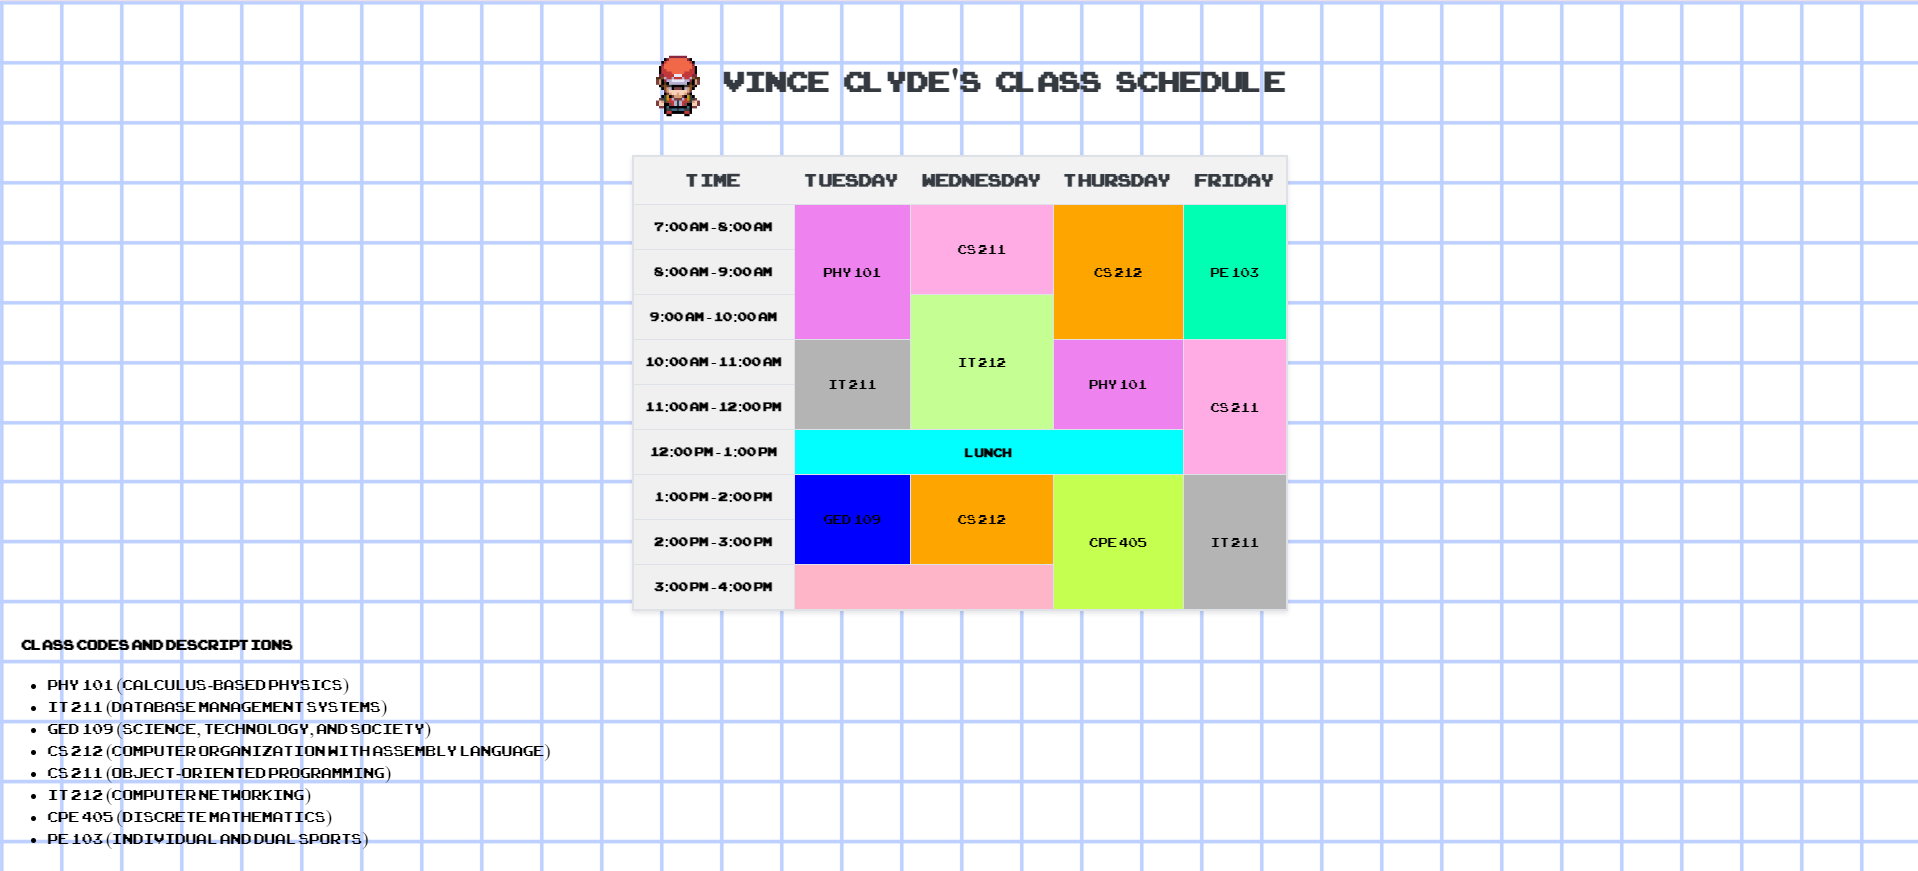 VINCE CLYDE'S CLASS SCHEDULE
TIME TUESDAY WEDNESDAY THURSDAY FRIDAY
7:00 AM - 8:00 AM
CS 211
8:00 AM - 9:00 AM PHY 101 CS 212 PE 103
9:00 AM - 10:00 AM
10:00 AM - 11:00 AM IT 212
IT 211 PHY 101
11:00 AM - 12:00 PM CS 211
12:00 PM - 1:00 PM LUNCH
1:00 PM - 2:00 PM
GED 109 CS 212
2:00 PM - 3:00 PM CPE 405 IT 211
3:00 PM - 4:00 PM
CLASS CODES AND DESCRIPTIONS
• PHY 101 (CALCULUS-BASED PHYSICS)
• IT 211 (DATABASE MANAGEMENT SYSTEMS)
• GED 109 (SCIENCE, TECHNOLOGY, AND SOCIETY)
• CS 212 (COMPUTER ORGANIZATION WITH ASSEMBLY LANGUAGE)
• CS 211 (OBJECT-ORIENTED PROGRAMMING)
• IT 212 (COMPUTER NETWORKING)
• CPE 405 (DISCRETE MATHEMATICS)
• PE 103 (INDIVIDUAL AND DUAL SPORTS)